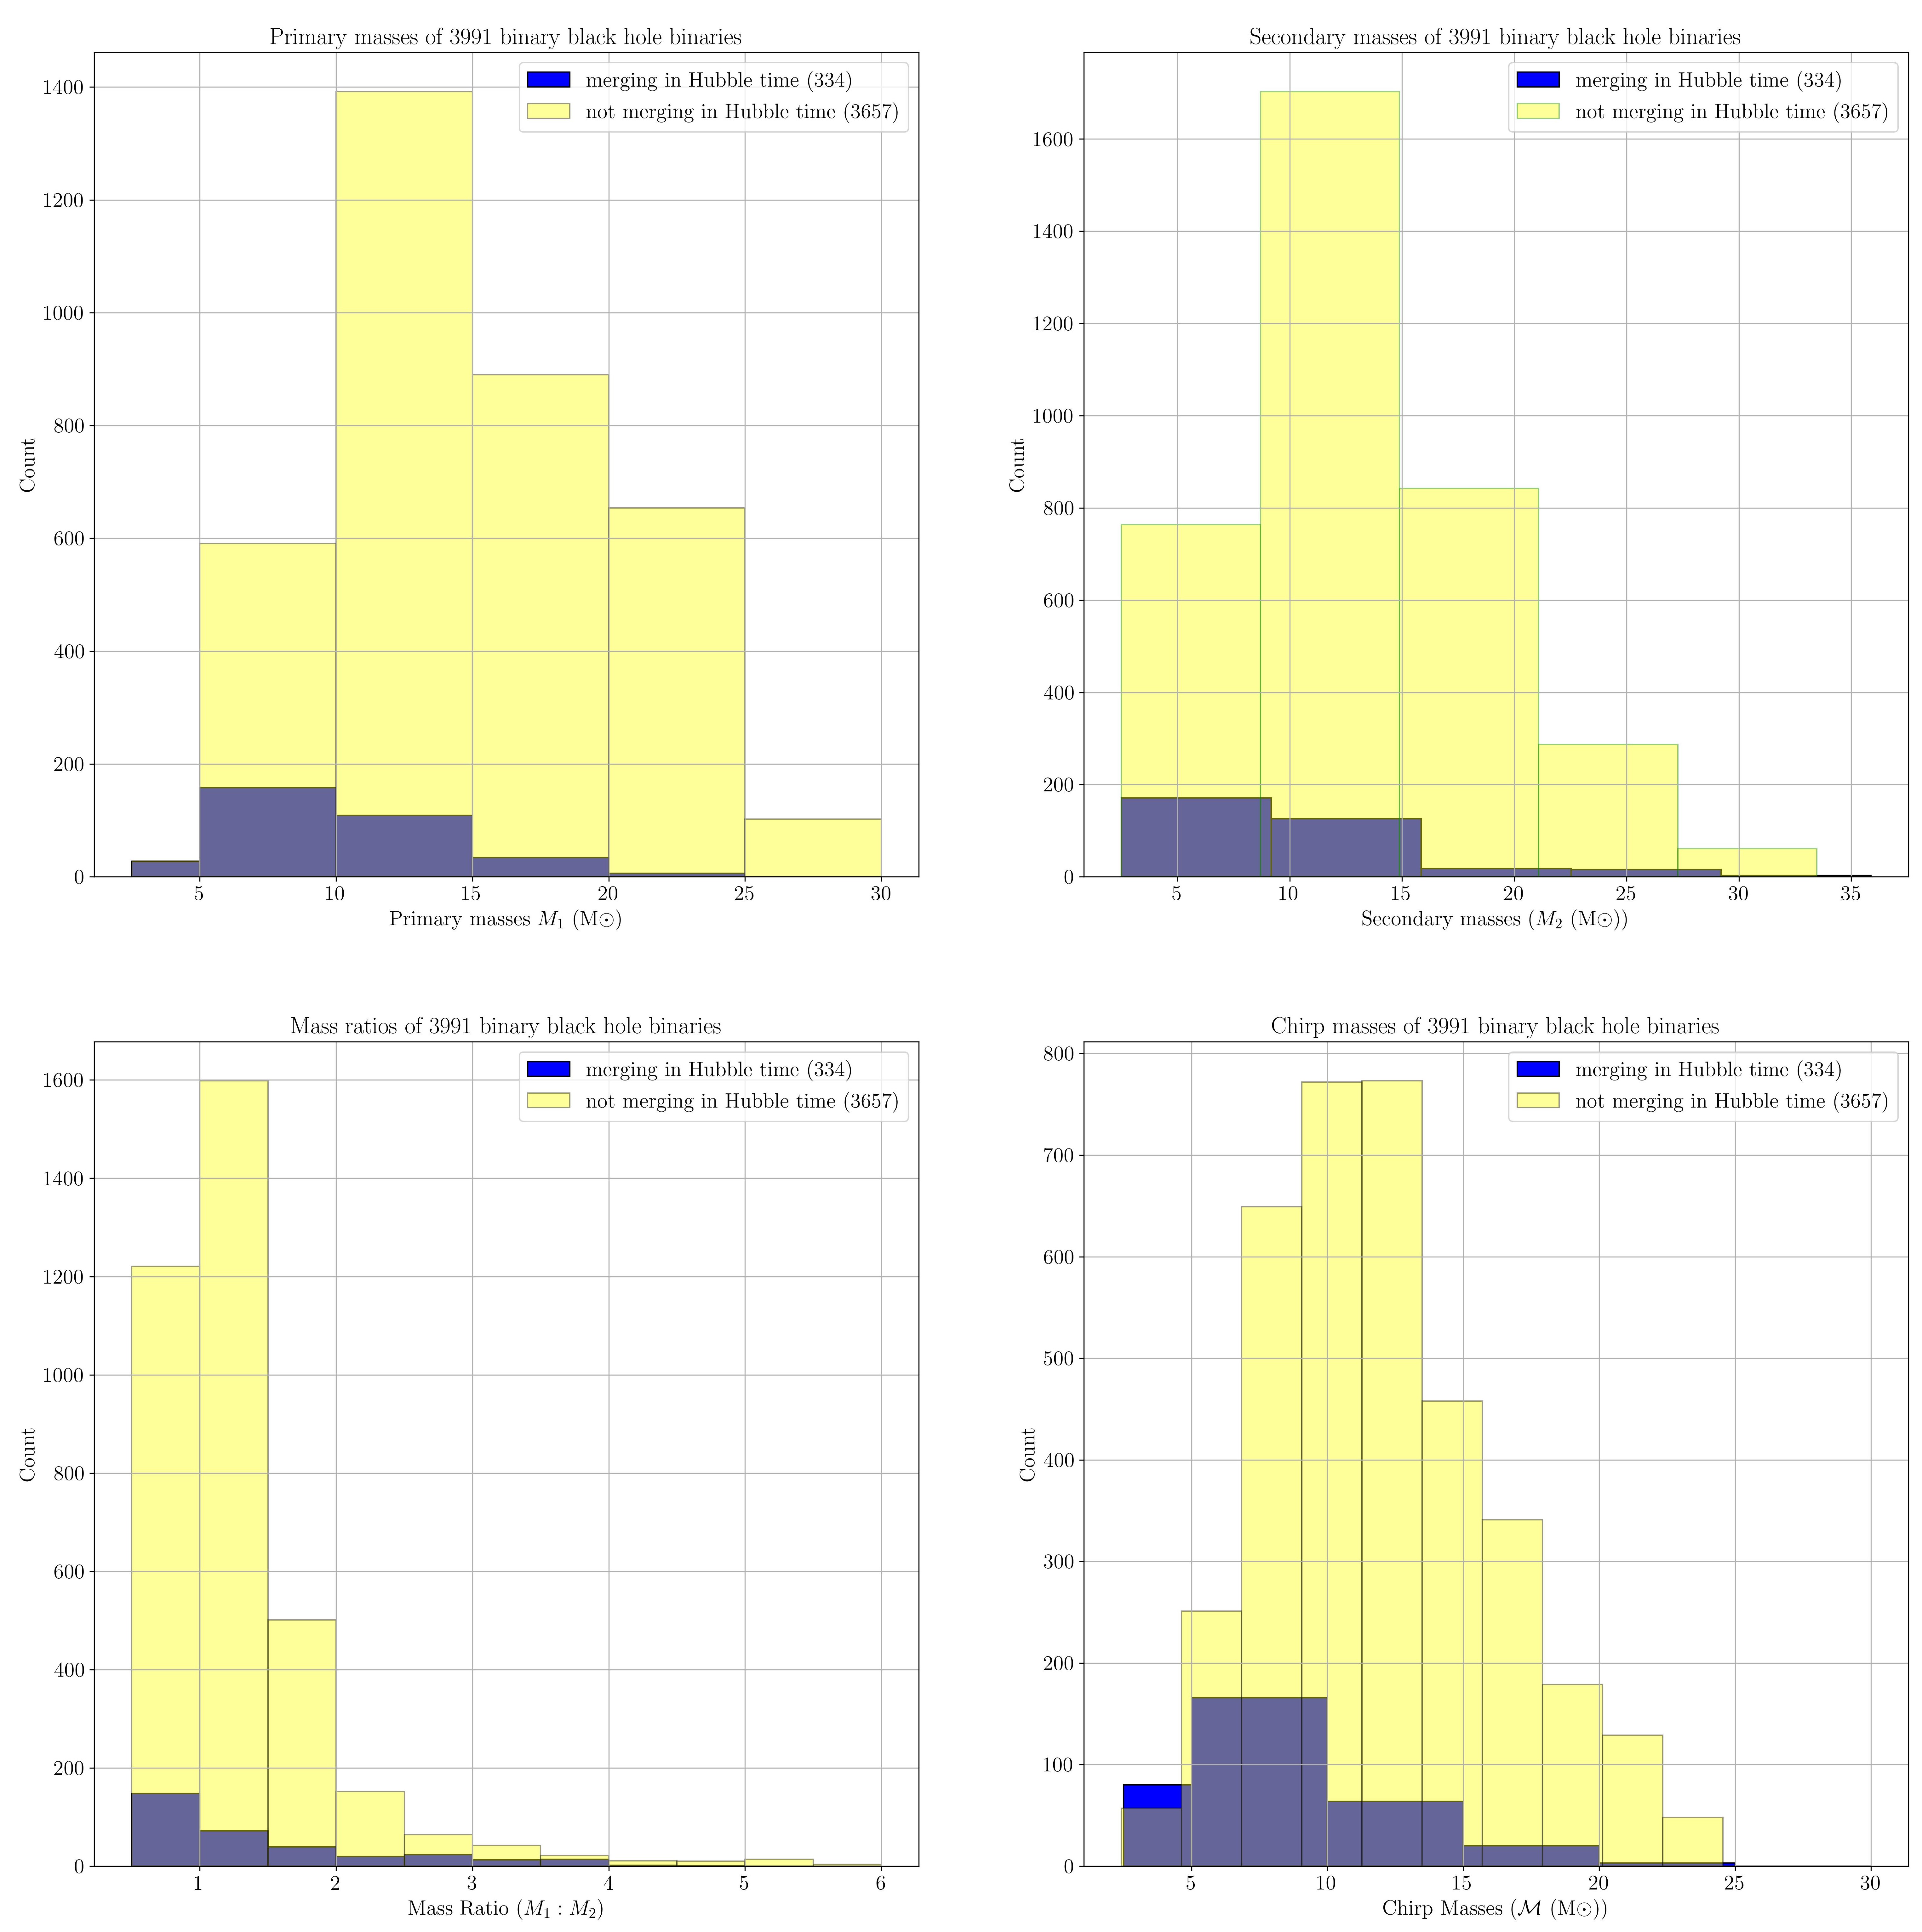 Primary masses of 3991 binary black hole binaries
merging in Hubble time (334)
not merging in Hubble time (3657)
1400
1200
1000
800
600
400
200
0
Count
5 10 15 20 25 30
Primary masses M₁ (M⊙)
Secondary masses of 3991 binary black hole binaries
merging in Hubble time (334)
not merging in Hubble time (3657)
1600
1400
1200
1000
800
600
400
200
0
Count
5 10 15 20 25 30 35
Secondary masses (M₂ (M⊙))
Mass ratios of 3991 binary black hole binaries
merging in Hubble time (334)
not merging in Hubble time (3657)
1600
1400
1200
1000
800
600
400
200
0
Count
1 2 3 4 5 6
Mass Ratio (M₁ : M₂)
Chirp masses of 3991 binary black hole binaries
merging in Hubble time (334)
not merging in Hubble time (3657)
800
700
600
500
400
300
200
100
0
Count
5 10 15 20 25 30
Chirp Masses (ℳ (M⊙))